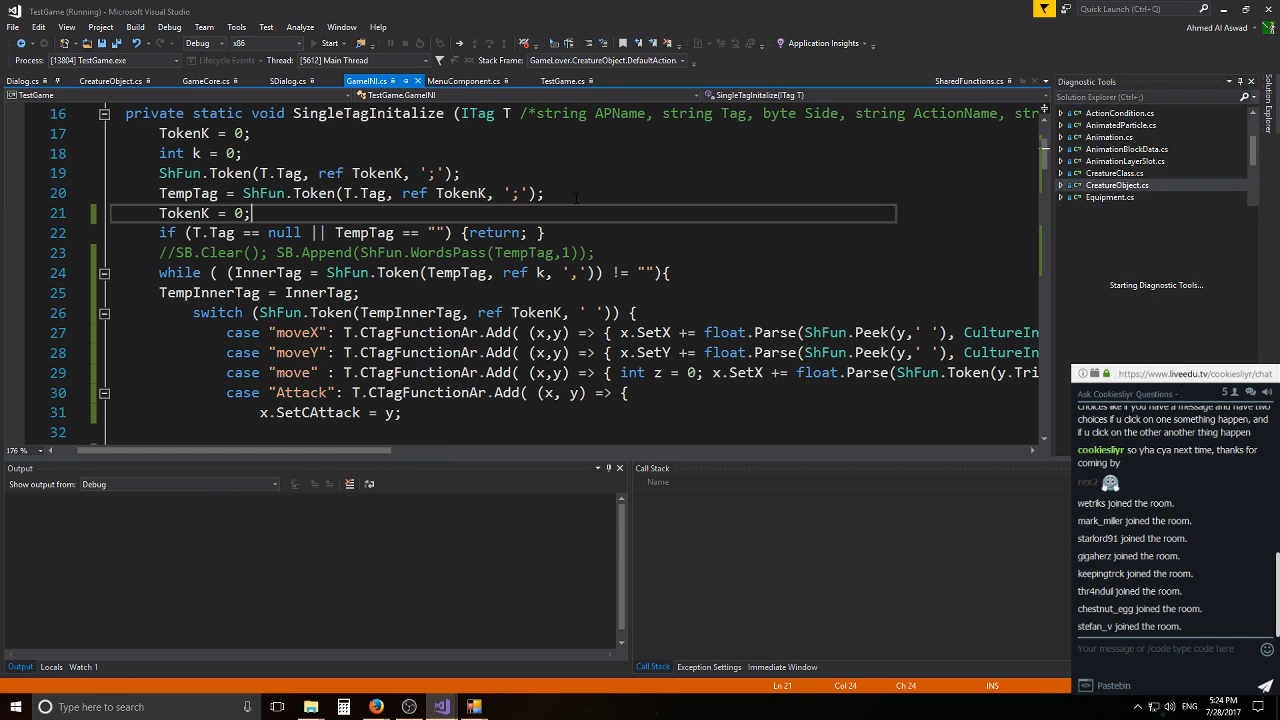 TestGame (Running) - Microsoft Visual Studio
Quick Launch (Ctrl+Q)
File Edit View Project Build Debug Team Tools Test Analyze Window Help
Ahmed Al Aswad
Debug x86 Start Application Insights
Process: [13804] TestGame.exe Lifecycle Events Thread: [5612] Main Thread Stack Frame: GameLover.CreatureObject.DefaultAction.
Dialog.cs CreatureObject.cs GameCore.cs SDialog.cs GameINI.cs MenuComponent.cs TestGame.cs SharedFunctions.cs
TestGame TestGame.GameINI SingleTagInitalize(ITag T)
16 private static void SingleTagInitalize (ITag T /*string APName, string Tag, byte Side, string ActionName, str
17 TokenK = 0;
18 int k = 0;
19 ShFun.Token(T.Tag, ref TokenK, ';');
20 TempTag = ShFun.Token(T.Tag, ref TokenK, ';');
21 TokenK = 0;
22 if (T.Tag == null || TempTag == "") {return; }
23 //SB.Clear(); SB.Append(ShFun.WordsPass(TempTag,1));
24 while ( (InnerTag = ShFun.Token(TempTag, ref k, ',')) != ""){
25 TempInnerTag = InnerTag;
26 switch (ShFun.Token(TempInnerTag, ref TokenK, ' ')) {
27 case "moveX": T.CTagFunctionAr.Add( (x,y) => { x.SetX += float.Parse(ShFun.Peek(y,' '), CultureIn
28 case "moveY": T.CTagFunctionAr.Add( (x,y) => { x.SetY += float.Parse(ShFun.Peek(y,' '), CultureIn
29 case "move" : T.CTagFunctionAr.Add( (x,y) => { int z = 0; x.SetX += float.Parse(ShFun.Token(y.Tri
30 case "Attack": T.CTagFunctionAr.Add( (x, y) => {
31 x.SetCAttack = y;
32
176 %
Diagnostic Tools
Solution Explorer (Ctrl+;)
ActionCondition.cs
AnimatedParticle.cs
Animation.cs
AnimationBlockData.cs
AnimationLayerSlot.cs
CreatureClass.cs
CreatureObject.cs
Equipment.cs
Starting Diagnostic Tools...
Solution Explorer
Output
Show output from: Debug
Call Stack
Name
Output Locals Watch 1
Call Stack Exception Settings Immediate Window
Ln 21 Col 24 Ch 24 INS
https://www.liveedu.tv/cookiesliyr/chat
Ask Cookiesliyr Questions - . 5
choices like if you have a message and have two
choices if u click on one something happen, and
if u click on the other another thing happen
cookiesliyr so yha cya next time, thanks for
coming by
rex2
wetriks joined the room.
mark_miller joined the room.
starlord91 joined the room.
gigaherz joined the room.
keepingtrck joined the room.
thr4nduil joined the room.
chestnut_egg joined the room.
stefan_v joined the room.
Your message or /code type code here
Pastebin
Type here to search
ENG
5:24 PM
7/28/2017